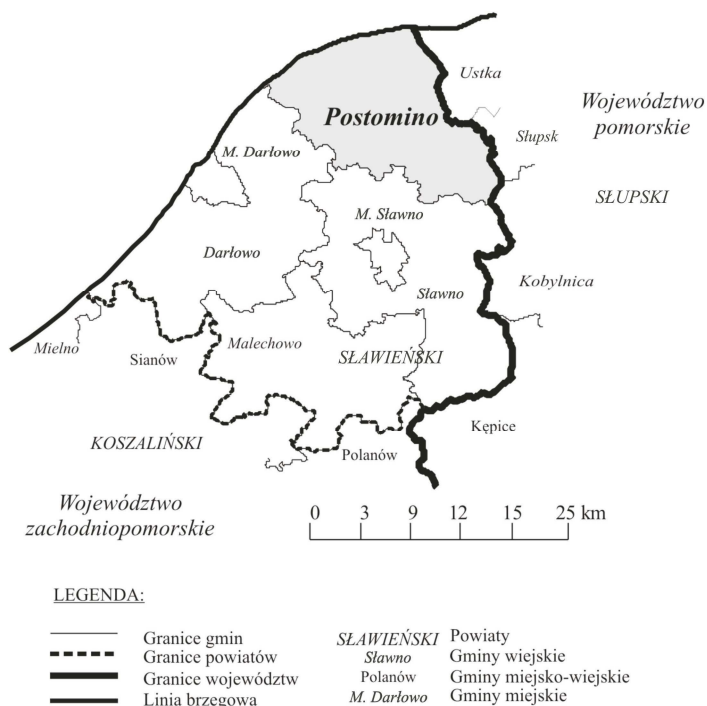 Ustka
Województwo
pomorskie
Postomino
Słupsk
M. Darłowo
SŁUPSKI
M. Sławno
Darłowo
Kobylnica
Sławno
Mielno
Sianów
Malechowo
SŁAWIEŃSKI
Kępice
KOSZALIŃSKI
Polanów
Województwo
zachodniopomorskie
0 3 9 12 15 25 km
LEGENDA:
Granice gmin
Granice powiatów
Granice województw
Linia brzegowa
SŁAWIEŃSKI Powiaty
Sławno Gminy wiejskie
Polanów Gminy miejsko-wiejskie
M. Darłowo Gminy miejskie